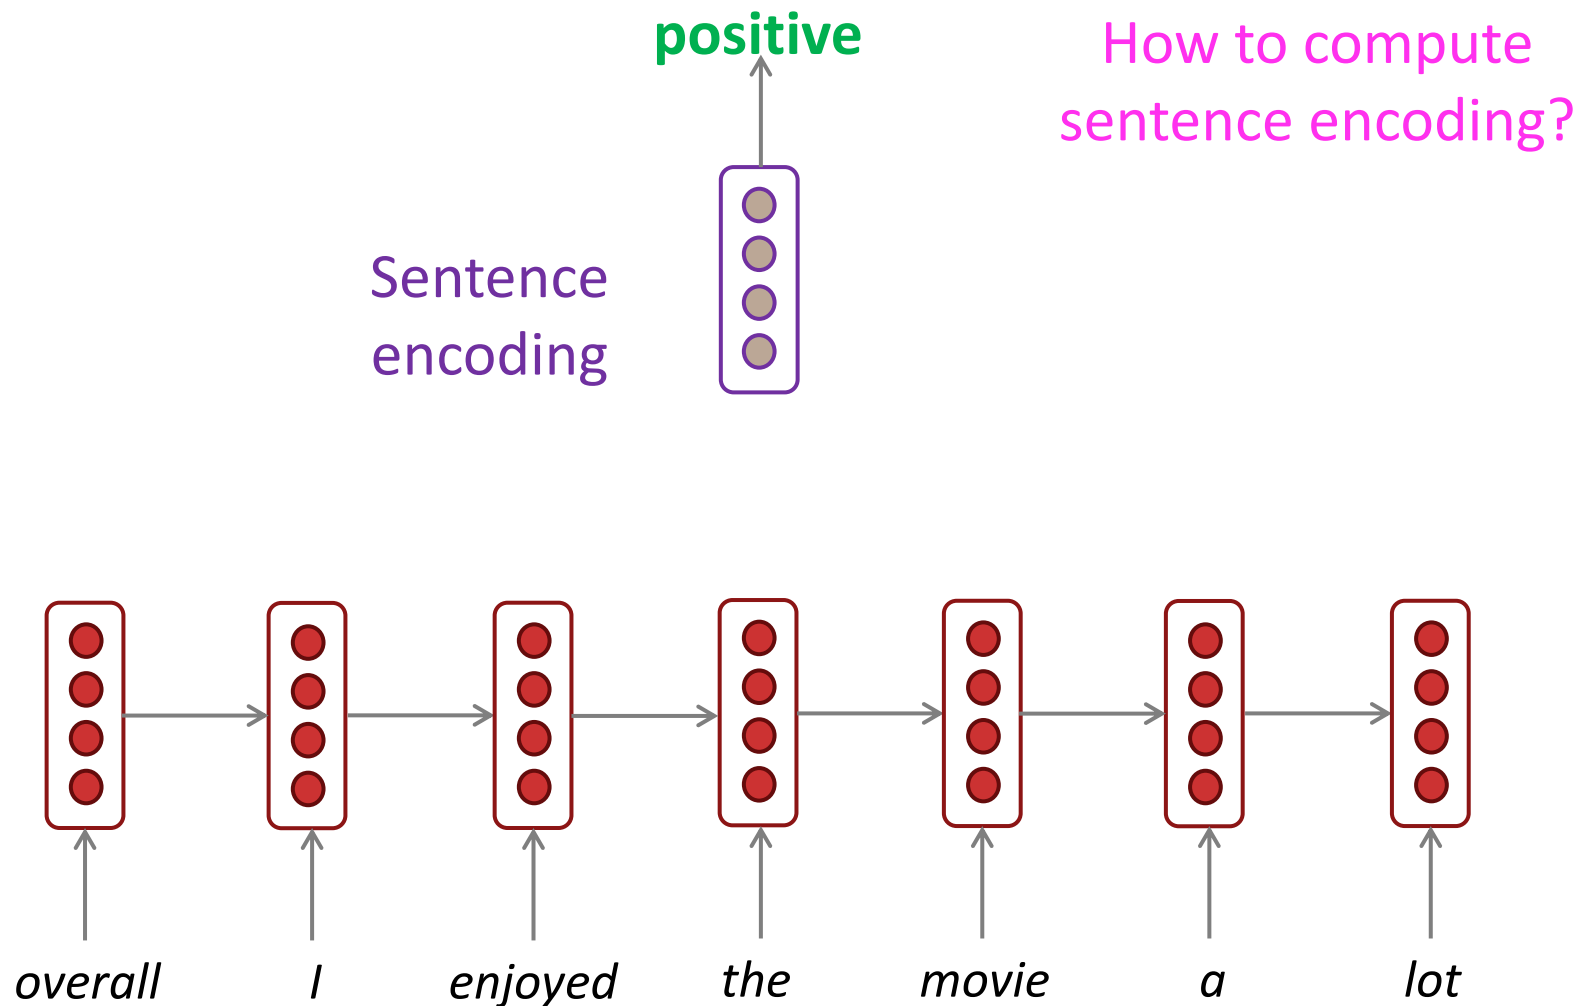 positive
How to compute
sentence encoding?
Sentence
encoding
overall I enjoyed the movie a lot